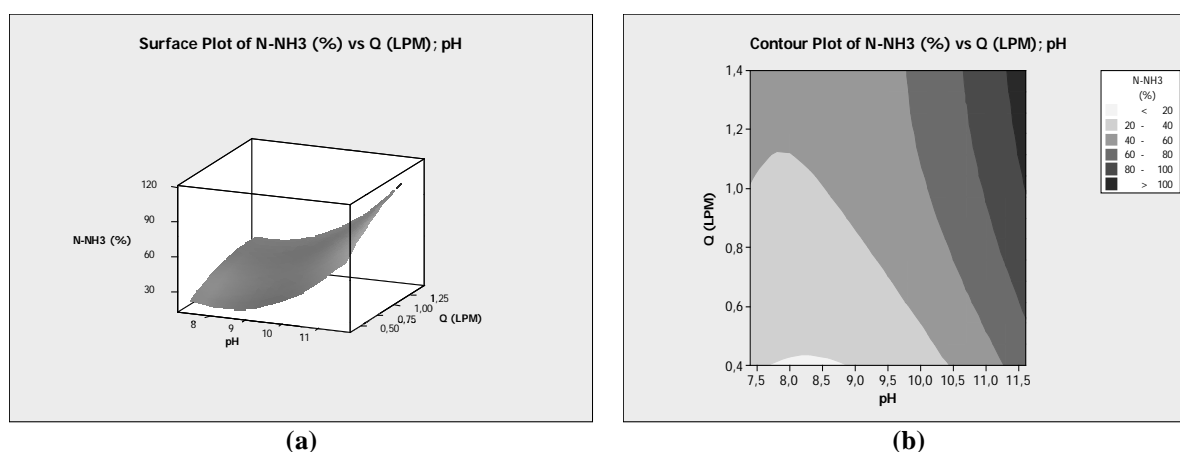 Surface Plot of N-NH3 (%) vs Q (LPM); pH
120
90
60
30
N-NH3 (%)
8
9
10
11
pH
0,50
0,75
1,00
1,25
Q (LPM)
(a)
Contour Plot of N-NH3 (%) vs Q (LPM); pH
1,4
1,2
1,0
0,8
0,6
0,4
Q (LPM)
7,5 8,0 8,5 9,0 9,5 10,0 10,5 11,0 11,5
pH
N-NH3
(%)
< 20
20 - 40
40 - 60
60 - 80
80 - 100
> 100
(b)